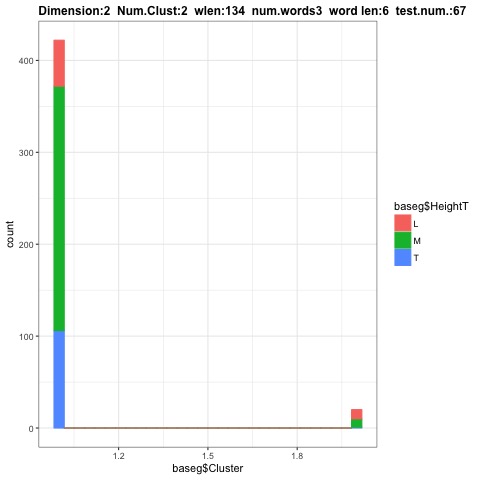 Dimension:2 Num.Clust:2 wlen:134 num.words3 word len:6 test.num.:67
400
300
200
100
0
count
1.2 1.5 1.8
baseg$Cluster
baseg$HeightT
L
M
T